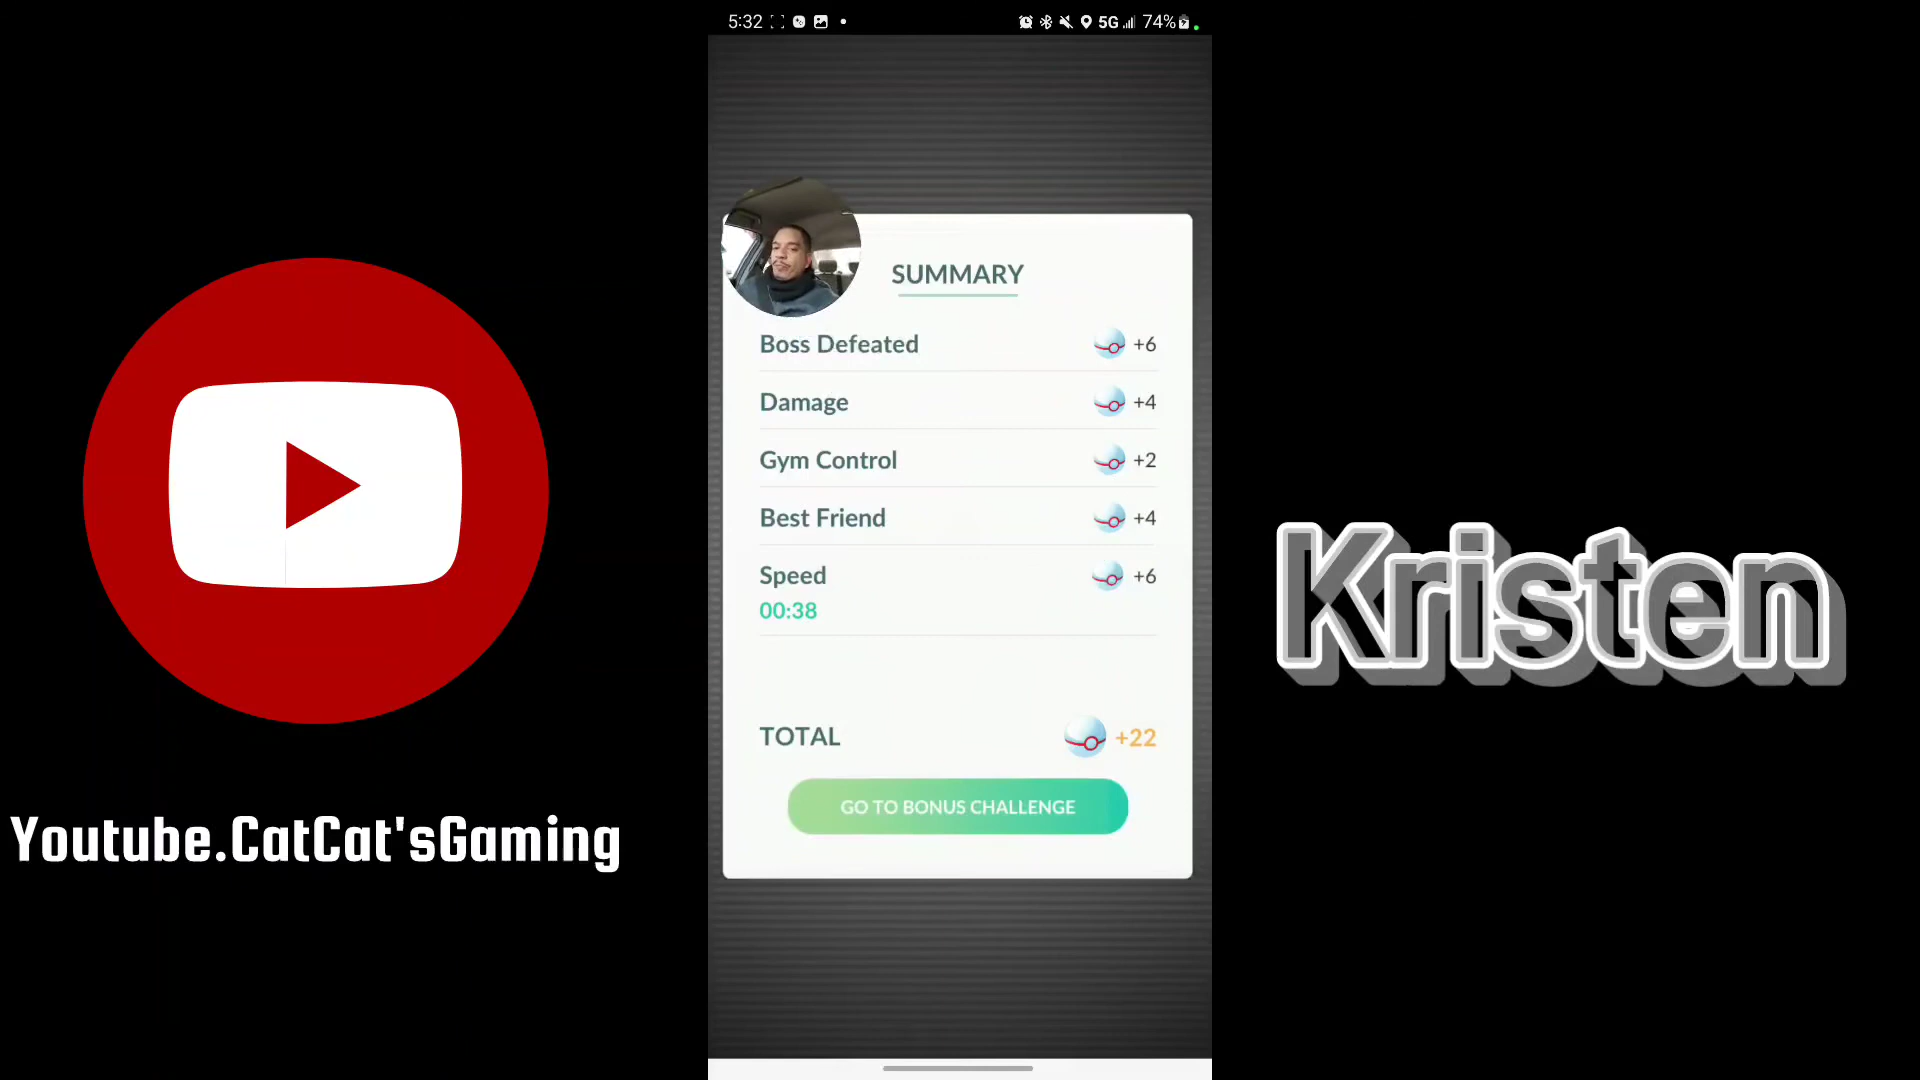 5:32
5G 74%
SUMMARY
Boss Defeated +6
Damage +4
Gym Control +2
Best Friend +4
Speed +6
00:38
TOTAL +22
GO TO BONUS CHALLENGE
Youtube.CatCat'sGaming
Kristen